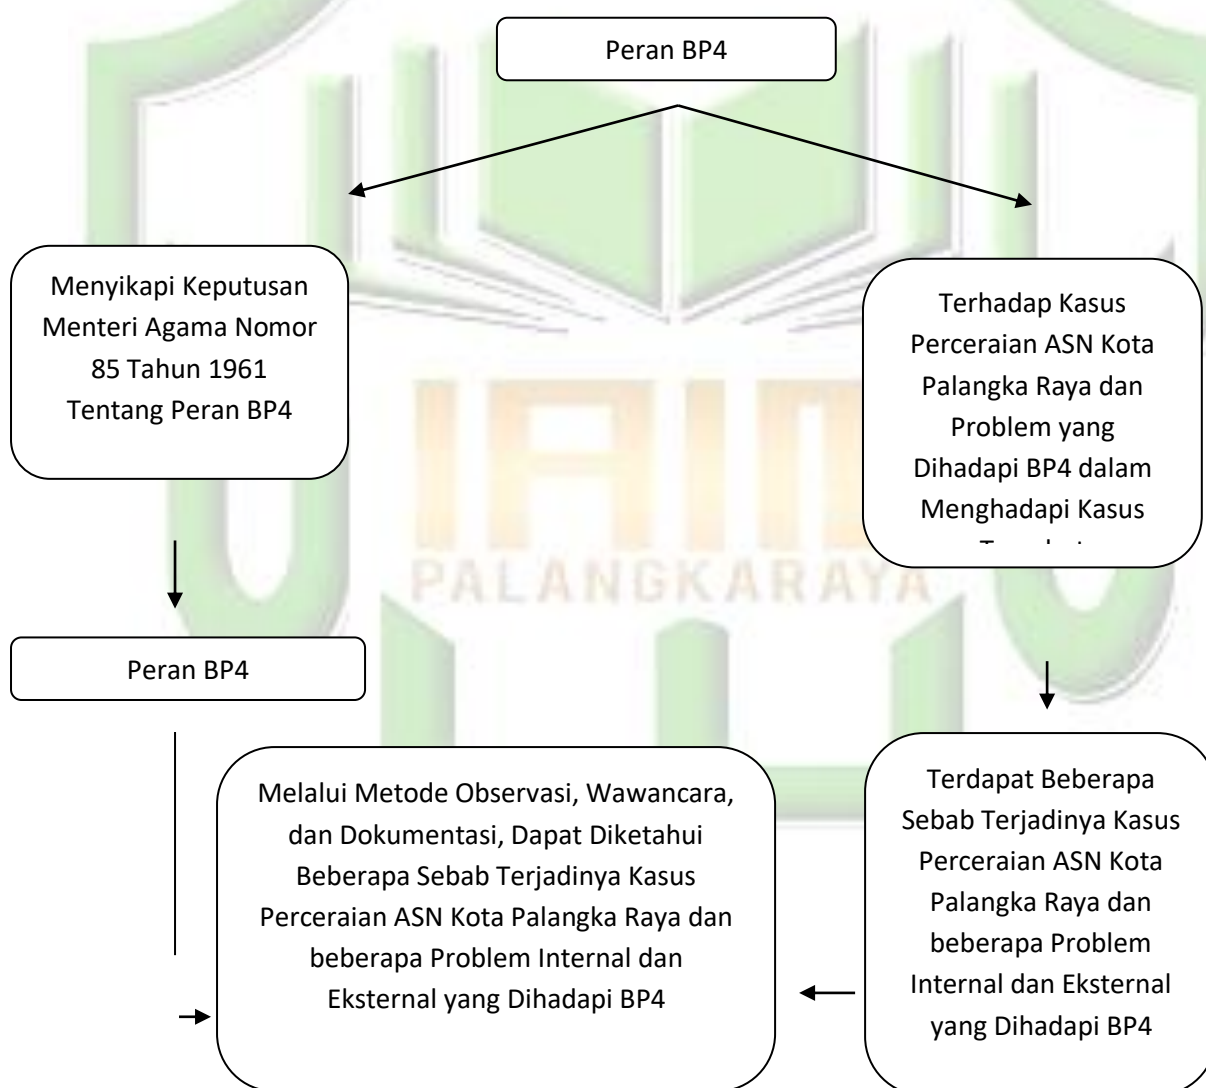 Peran BP4
Menyikapi Keputusan
Menteri Agama Nomor
85 Tahun 1961
Tentang Peran BP4
Terhadap Kasus
Perceraian ASN Kota
Palangka Raya dan
Problem yang
Dihadapi BP4 dalam
Menghadapi Kasus
IAIN
PALANGKARAYA
Peran BP4
Melalui Metode Observasi, Wawancara,
dan Dokumentasi, Dapat Diketahui
Beberapa Sebab Terjadinya Kasus
Perceraian ASN Kota Palangka Raya dan
beberapa Problem Internal dan
Eksternal yang Dihadapi BP4
Terdapat Beberapa
Sebab Terjadinya Kasus
Perceraian ASN Kota
Palangka Raya dan
beberapa Problem
Internal dan Eksternal
yang Dihadapi BP4